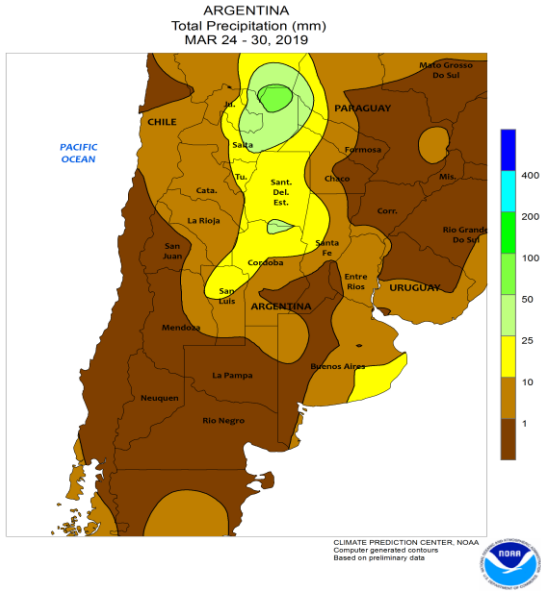 ARGENTINA
Total Precipitation (mm)
MAR 24 - 30, 2019
Mato Grosso
Do Sul
Ju.
PARAGUAY
CHILE
PACIFIC
OCEAN
Salta
Formosa
Tu.
Sant.
Del.
Est.
Chaco
Mis.
Cata.
Corr.
La Rioja
Rio Grande
Do Sul
San
Juan
Santa
Fe
Cordoba
Entre
Rios
URUGUAY
San
Luis
ARGENTINA
Mendoza
Buenos Aires
La Pampa
Neuquen
Rio Negro
400
200
100
50
25
10
1
CLIMATE PREDICTION CENTER, NOAA
Computer generated contours
Based on preliminary data
NOAA